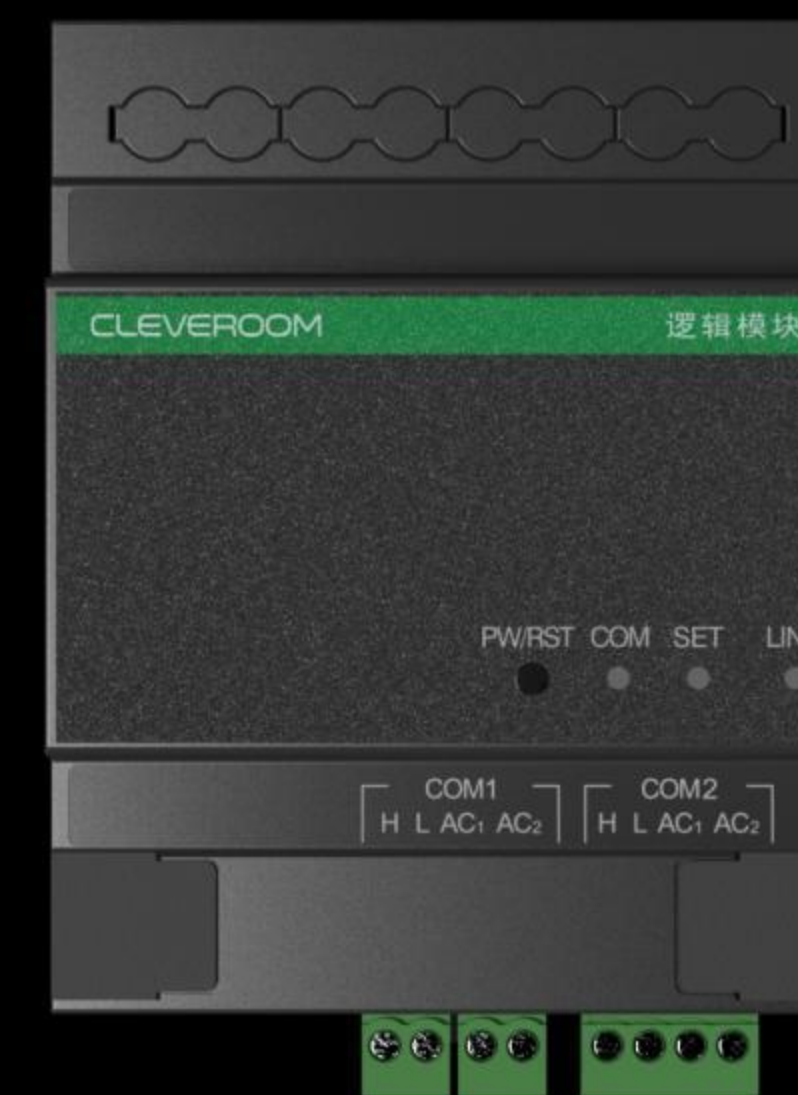 CLEVEROOM 逻辑模块
PW/RST COM SET
COM1 COM2
H L AC₁ AC₂ H L AC₁ AC₂